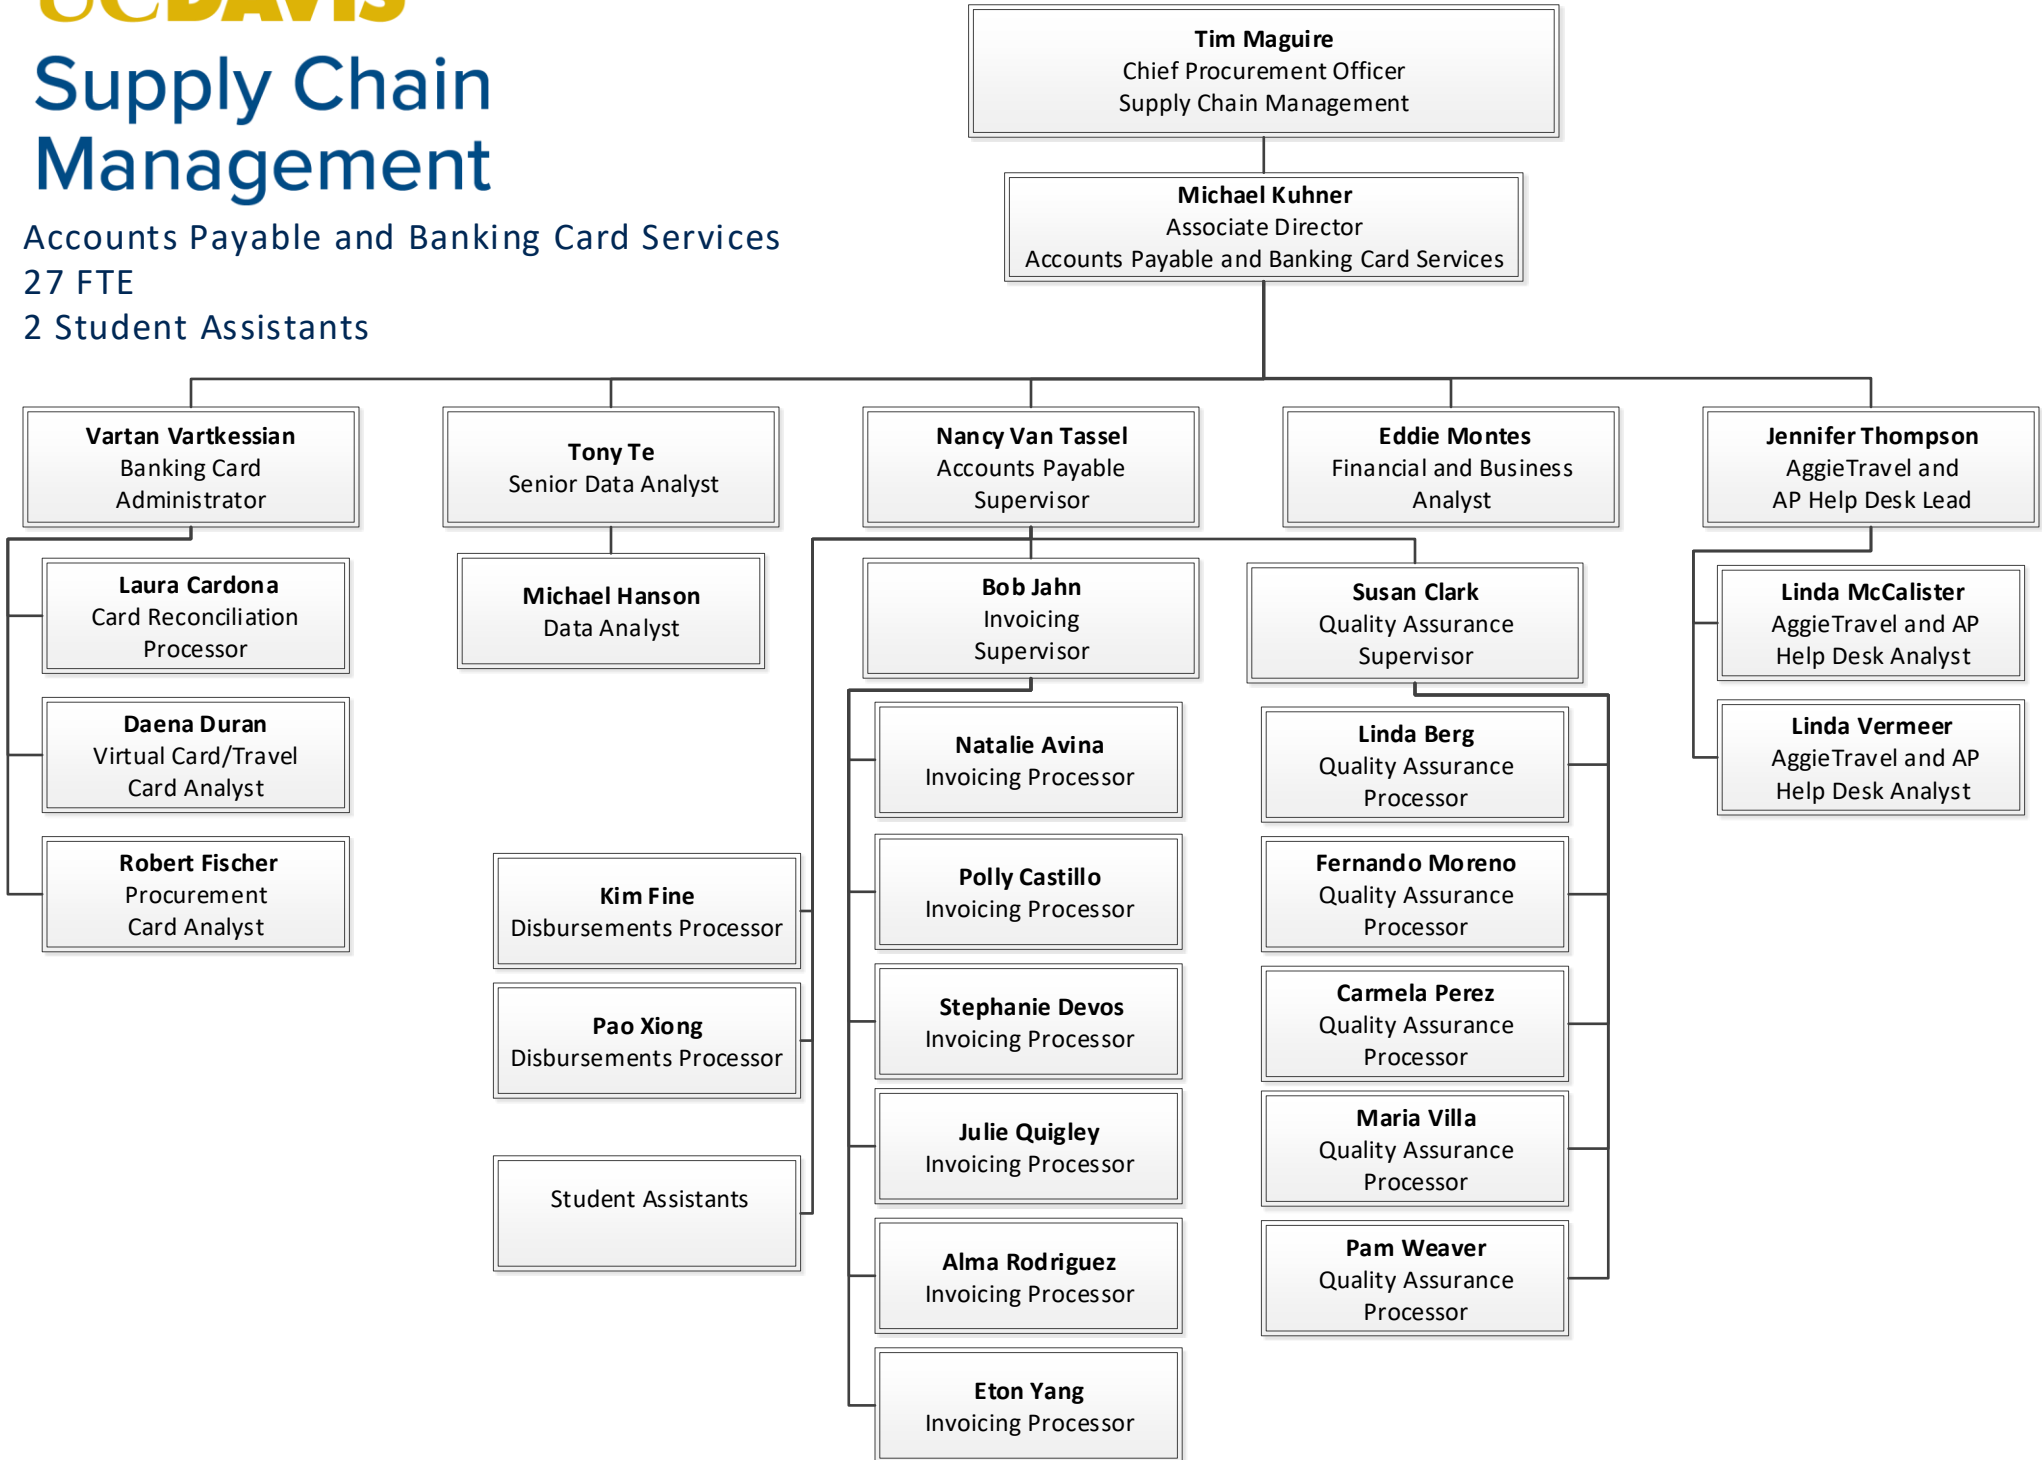 UCDAVIS
Supply Chain
Management
Accounts Payable and Banking Card Services
27 FTE
2 Student Assistants
Tim Maguire
Chief Procurement Officer
Supply Chain Management
Michael Kuhner
Associate Director
Accounts Payable and Banking Card Services
Vartan Vartkessian
Banking Card
Administrator
Tony Te
Senior Data Analyst
Nancy Van Tassel
Accounts Payable
Supervisor
Eddie Montes
Financial and Business
Analyst
Jennifer Thompson
AggieTravel and
AP Help Desk Lead
Laura Cardona
Card Reconciliation
Processor
Daena Duran
Virtual Card/Travel
Card Analyst
Robert Fischer
Procurement
Card Analyst
Michael Hanson
Data Analyst
Kim Fine
Disbursements Processor
Pao Xiong
Disbursements Processor
Student Assistants
Bob Jahn
Invoicing
Supervisor
Natalie Avina
Invoicing Processor
Polly Castillo
Invoicing Processor
Stephanie Devos
Invoicing Processor
Julie Quigley
Invoicing Processor
Alma Rodriguez
Invoicing Processor
Eton Yang
Invoicing Processor
Susan Clark
Quality Assurance
Supervisor
Linda Berg
Quality Assurance
Processor
Fernando Moreno
Quality Assurance
Processor
Carmela Perez
Quality Assurance
Processor
Maria Villa
Quality Assurance
Processor
Pam Weaver
Quality Assurance
Processor
Linda McCalister
AggieTravel and AP
Help Desk Analyst
Linda Vermeer
AggieTravel and AP
Help Desk Analyst